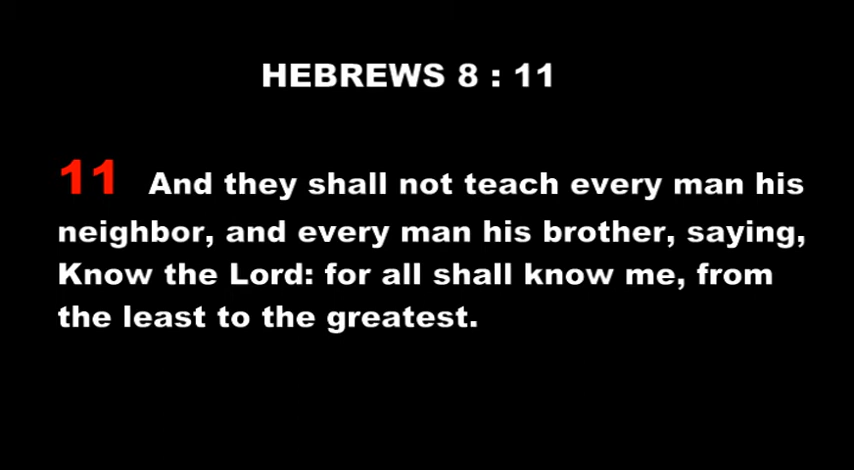 HEBREWS 8 : 11
11 And they shall not teach every man his
neighbor, and every man his brother, saying,
Know the Lord: for all shall know me, from
the least to the greatest.